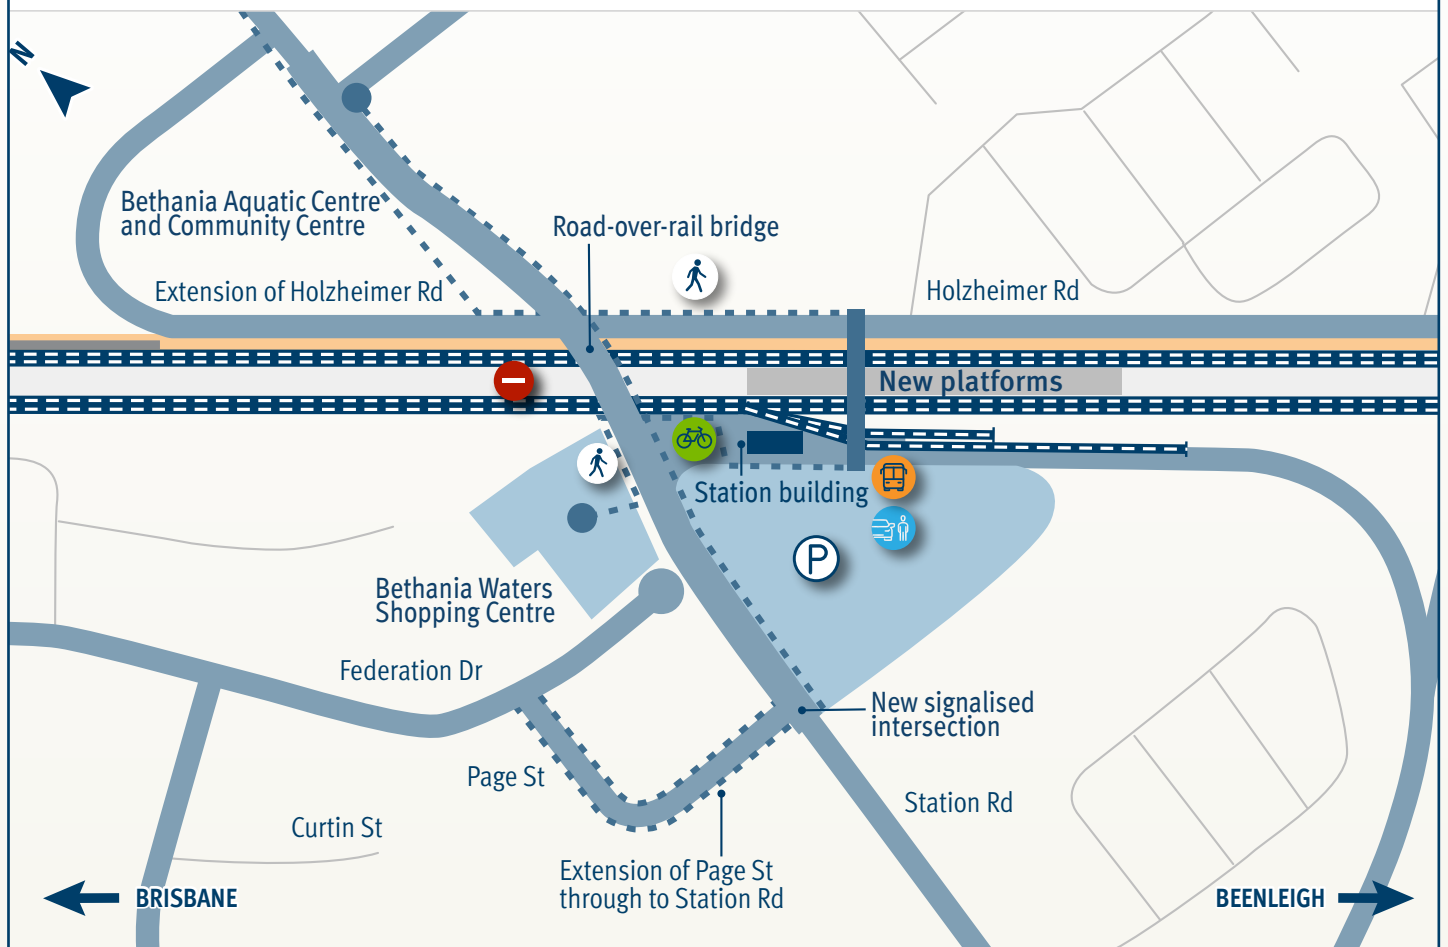 N
Bethania Aquatic Centre
and Community Centre
Road-over-rail bridge
Extension of Holzheimer Rd
Holzheimer Rd
New platforms
Station building
P
Bethania Waters
Shopping Centre
Federation Dr
New signalised
intersection
Page St
Station Rd
Curtin St
Extension of Page St
through to Station Rd
BRISBANE
BEENLEIGH